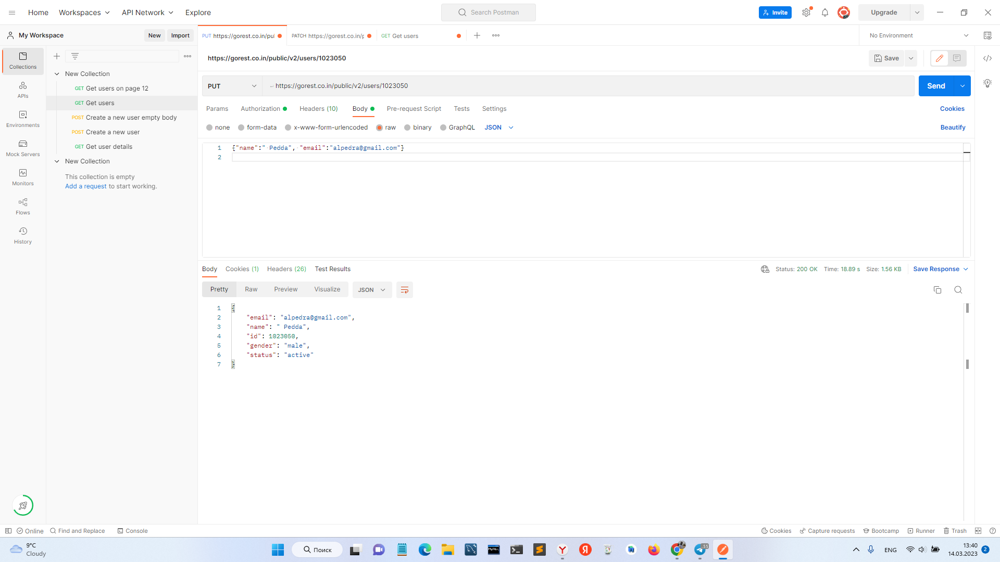 Home
Workspaces
API Network
Explore
Search Postman
Invite
Upgrade
My Workspace
New
Import
PUT https://gorest.co.in/pul
PATCH https://gorest.co.in/p
GET Get users
No Environment
Collections
https://gorest.co.in/public/v2/users/1023050
Save
New Collection
GET Get users on page 12
GET Get users
POST Create a new user empty body
POST Create a new user
GET Get user details
New Collection
This collection is empty
Add a request to start working.
APIs
Environments
Mock Servers
Monitors
Flows
History
PUT
https://gorest.co.in/public/v2/users/1023050
Send
Params
Authorization
Headers (10)
Body
Pre-request Script
Tests
Settings
Cookies
none
form-data
x-www-form-urlencoded
raw
binary
GraphQL
JSON
Beautify
1 {"name":" Pedda", "email":"alpedra@gmail.com"}
2
Body
Cookies (1)
Headers (26)
Test Results
Status: 200 OK
Time: 18.89 s
Size: 1.56 KB
Save Response
Pretty
Raw
Preview
Visualize
JSON
1 {
2 "email": "alpedra@gmail.com",
3 "name": " Pedda",
4 "id": 1023050,
5 "gender": "male",
6 "status": "active"
7 }
Online
Find and Replace
Console
Cookies
Capture requests
Bootcamp
Runner
Trash
9°C
Cloudy
Поиск
55
ENG
13:40
14.03.2023
2